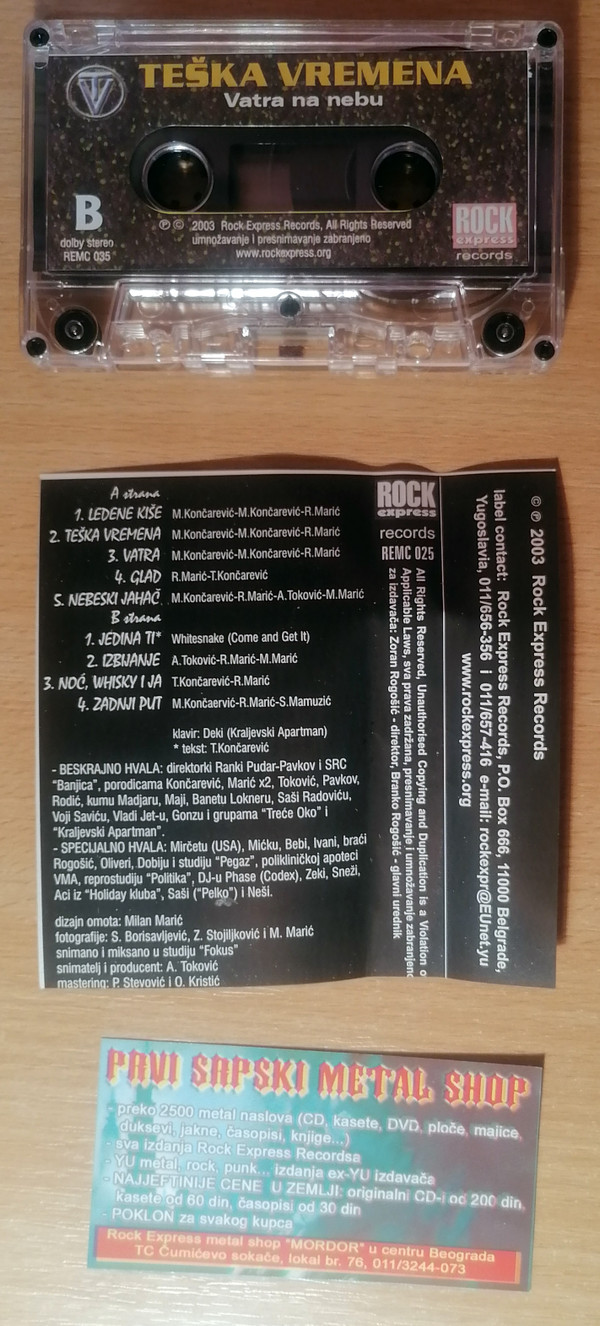 TV
TEŠKA VREMENA
Vatra na nebu
B
dolby stereo
REMC 035
℗ © 2003 Rock Express Records, All Rights Reserved
umnožavanje i presnimavanje zabranjeno
www.rockexpress.org
ROCK
express
records
A strana
1. LEDENE KIŠE M.Končarević-M.Končarević-R.Marić
2. TEŠKA VREMENA M.Končarević-M.Končarević-R.Marić
3. VATRA M.Končarević-M.Končarević-R.Marić
4. GLAD R.Marić-T.Končarević
5. NEBESKI JAHAČ M.Končarević-R.Marić-A.Toković-M.Marić
B strana
1. JEDINA TI* Whitesnake (Come and Get It)
2. IZBIJANJE A.Toković-R.Marić-M.Marić
3. NOĆ, WHISKY I JA T.Končarević-R.Marić
4. ZADNJI PUT M.Konćaervić-R.Marić-S.Mamuzić
klavir: Deki (Kraljevski Apartman)
* tekst: T.Končarević
- BESKRAJNO HVALA: direktorki Ranki Pudar-Pavkov i SRC
"Banjica", porodicama Končarević, Marić x2, Toković, Pavkov,
Rodić, kumu Madjaru, Maji, Banetu Lokneru, Saši Radoviću,
Voji Saviću, Vladi Jet-u, Gonzu i grupama "Treće Oko" i
"Kraljevski Apartman".
- SPECIJALNO HVALA: Mirčetu (USA), Mićku, Bebi, Ivani, braći
Rogošić, Oliveri, Dobiju i studiju "Pegaz", polikliničkoj apoteci
VMA, reprostudiju "Politika", DJ-u Phase (Codex), Zeki, Sneži,
Aci iz "Holiday kluba", Saši ("Pelko") i Neši.
dizajn omota: Milan Marić
fotografije: S. Borisavljević, Z. Stojiljković i M. Marić
snimano i miksano u studiju "Fokus"
snimatelj i producent: A. Toković
mastering: P. Stevović i O. Kristić
ROCK
express
records
REMC 025
All Rights Reserved, Unauthorised Copying and Duplication is a Violation o
Applicable Laws, sva prava zadržana, presnimavanje i umnožavanje zabranjeno
za izdavača: Zoran Rogošić - direktor, Branko Rogošić - glavni urednik
© ℗ 2003 Rock Express Records
label contact: Rock Express Records, P.O. Box 666, 11000 Belgrade,
Yugoslavia, 011/656-356 i 011/657-416 e-mail: rockexpr@EUnet.yu
www.rockexpress.org
PRVI SRPSKI METAL SHOP
- preko 2500 metal naslova (CD, kasete, DVD, ploče, majice,
duksevi, jakne, časopisi, knjige...)
- sva izdanja Rock Express Recordsa
- YU metal, rock, punk... izdanja ex-YU izdavača
- NAJJEFTINIJE CENE U ZEMLJI: originalni CD-i od 200 din,
kasete od 60 din, časopisi od 30 din
- POKLON za svakog kupca
Rock Express metal shop "MORDOR" u centru Beograda
TC Čumićevo sokače, lokal br. 76, 011/3244-073